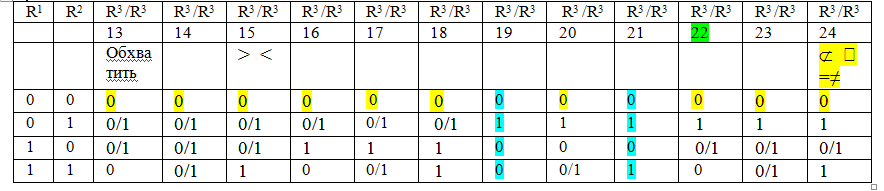 R¹ R² R³ /R³ R³ /R³ R³ /R³ R³ /R³ R³ /R³ R³ /R³ R³ /R³ R³ /R³ R³ /R³ R³ /R³ R³ /R³ R³ /R³
13 14 15 16 17 18 19 20 21 22 23 24
Обхва > < ⊄ □
тить =≠
0 0 0 0 0 0 0 0 0 0 0 0 0 0
0 1 0/1 0/1 0/1 0/1 0/1 0/1 1 1 1 1 1 1
1 0 0/1 0/1 0/1 1 1 1 0 0 0 0/1 0/1 0/1
1 1 0 0/1 1 0 0/1 1 0 0/1 1 0 0/1 1